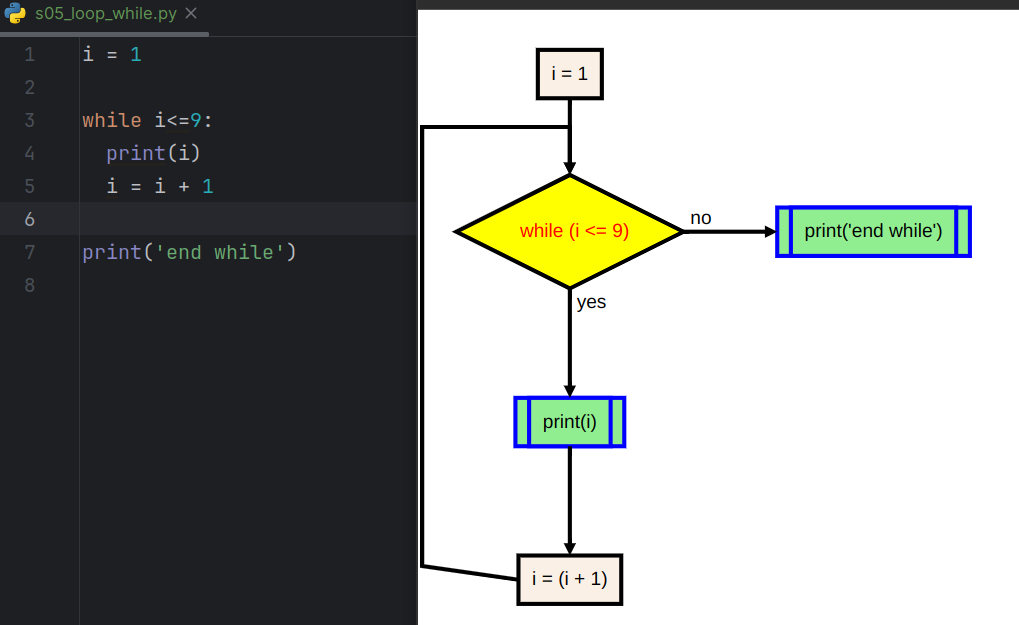 s05_loop_while.py
1 i = 1
2
3 while i<=9:
4   print(i)
5   i = i + 1
6
7 print('end while')
8
i = 1
while (i <= 9)
no
print('end while')
yes
print(i)
i = (i + 1)